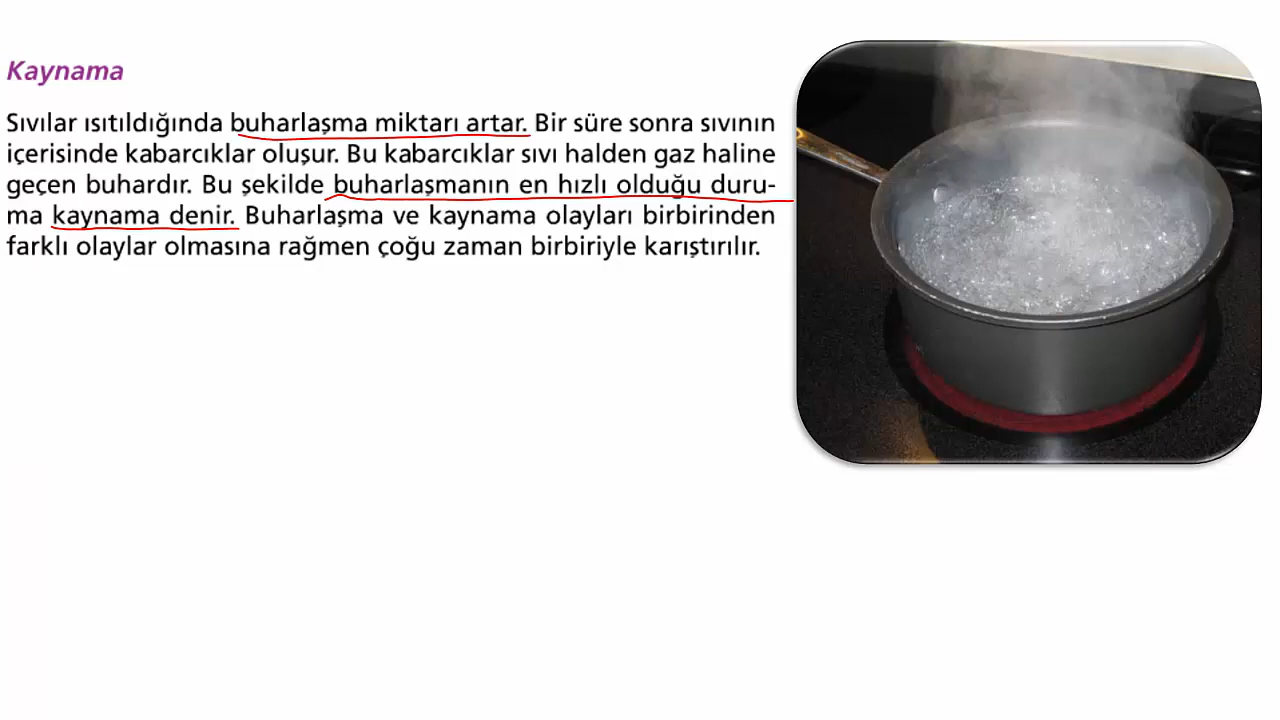 Kaynama
Sıvılar ısıtıldığında buharlaşma miktarı artar. Bir süre sonra sıvının
içerisinde kabarcıklar oluşur. Bu kabarcıklar sıvı halden gaz haline
geçen buhardır. Bu şekilde buharlaşmanın en hızlı olduğu duru-
ma kaynama denir. Buharlaşma ve kaynama olayları birbirinden
farklı olaylar olmasına rağmen çoğu zaman birbiriyle karıştırılır.